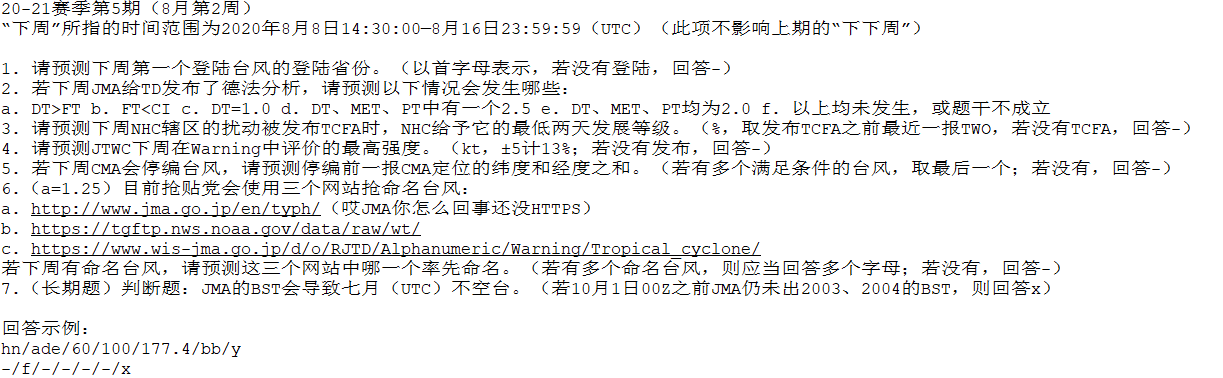 20-21赛季第5期（8月第2周）
“下周”所指的时间范围为2020年8月8日14:30:00—8月16日23:59:59（UTC）（此项不影响上期的“下下周”）
1. 请预测下周第一个登陆台风的登陆省份。（以首字母表示，若没有登陆，回答-）
2. 若下周JMA给TD发布了德法分析，请预测以下情况会发生哪些：
a. DT>FT b. FT<CI c. DT=1.0 d. DT、MET、PT中有一个2.5 e. DT、MET、PT均为2.0 f. 以上均未发生，或题干不成立
3. 请预测下周NHC辖区的扰动被发布TCFA时，NHC给予它的最低两天发展等级。（%，取发布TCFA之前最近一报TWO，若没有TCFA，回答-）
4. 请预测JTWC下周在Warning中评价的最高强度。（kt，±5计13%；若没有发布，回答-）
5. 若下周CMA会停编台风，请预测停编前一报CMA定位的纬度和经度之和。（若有多个满足条件的台风，取最后一个；若没有，回答-）
6.（a=1.25）目前抢贴党会使用三个网站抢命名台风：
a. http://www.jma.go.jp/en/typh/（哎JMA你怎么回事还没HTTPS）
b. https://tgftp.nws.noaa.gov/data/raw/wt/
c. https://www.wis-jma.go.jp/d/o/RJTD/Alphanumeric/Warning/Tropical_cyclone/
若下周有命名台风，请预测这三个网站中哪一个率先命名。（若有多个命名台风，则应当回答多个字母；若没有，回答-）
7.（长期题）判断题：JMA的BST会导致七月（UTC）不空台。（若10月1日00Z之前JMA仍未出2003、2004的BST，则回答x）
回答示例：
hn/ade/60/100/177.4/bb/y
-/f/-/-/-/-/x